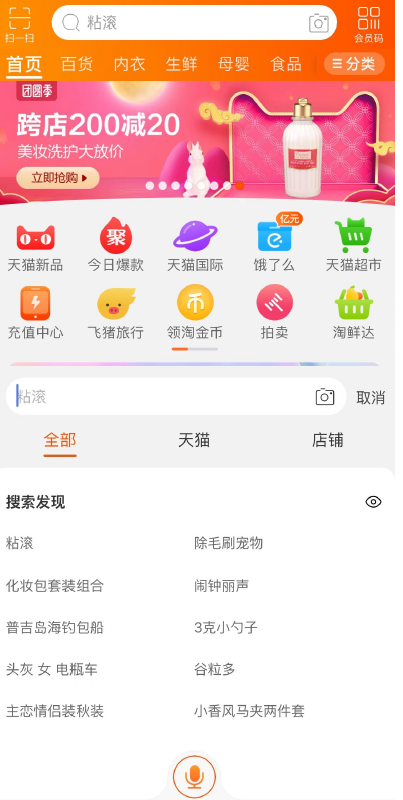 粘滚
扫一扫
会员码
首页 百货 内衣 生鲜 母婴 食品 分类
团圆季
跨店200减20
美妆洗护大放价
立即抢购
亿元
聚
天猫新品 今日爆款 天猫国际 饿了么 天猫超市
充值中心 飞猪旅行 领淘金币 拍卖 淘鲜达
粘滚 取消
全部 天猫 店铺
搜索发现
粘滚 除毛刷宠物
化妆包套装组合 闹钟丽声
普吉岛海钓包船 3克小勺子
头灰 女 电瓶车 谷粒多
主恋情侣装秋装 小香风马夹两件套